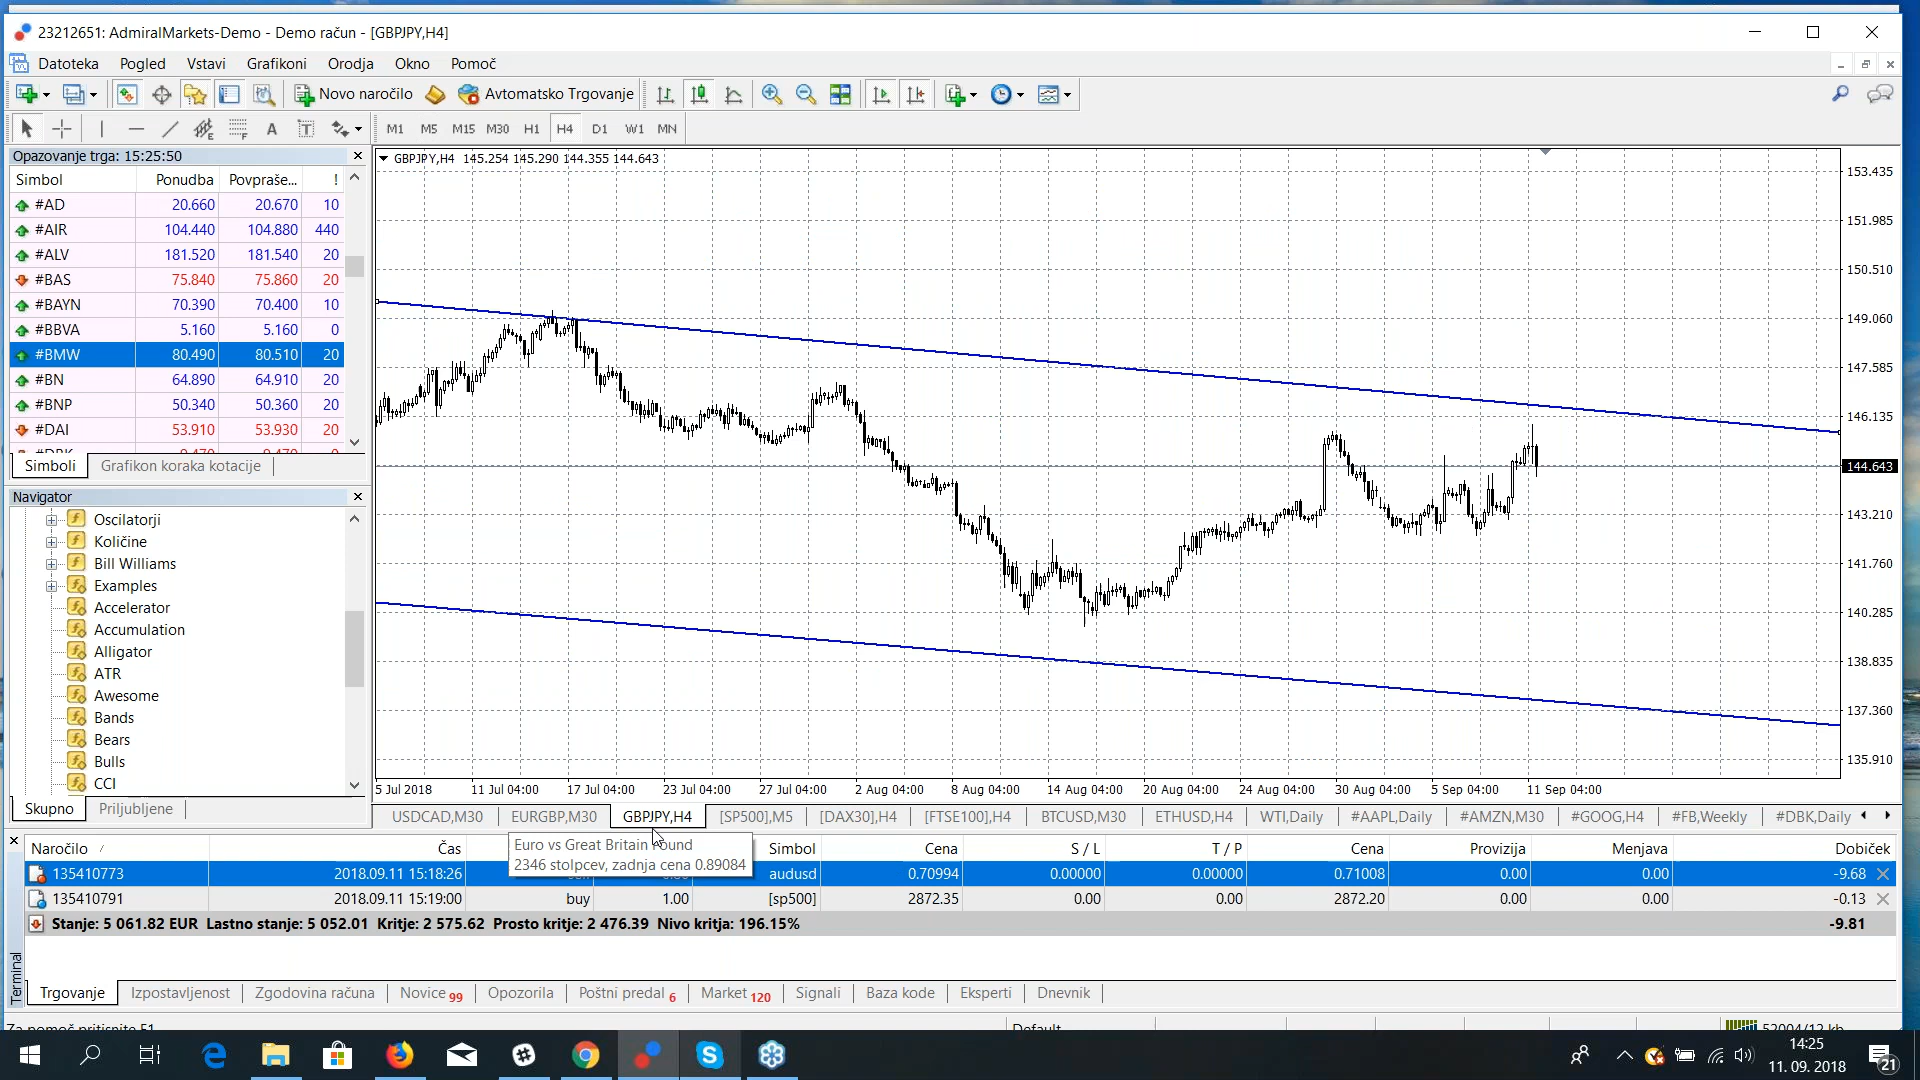 23212651: AdmiralMarkets-Demo - Demo račun - [GBPJPY,H4]
Datoteka Pogled Vstavi Grafikoni Orodja Okno Pomoč
Novo naročilo Avtomatsko Trgovanje
A T M1 M5 M15 M30 H1 H4 D1 W1 MN
Opazovanje trga: 15:25:50
Simbol Ponudba Povpraše... !
#AD 20.660 20.670 10
#AIR 104.440 104.880 440
#ALV 181.520 181.540 20
#BAS 75.840 75.860 20
#BAYN 70.390 70.400 10
#BBVA 5.160 5.160 0
#BMW 80.490 80.510 20
#BN 64.890 64.910 20
#BNP 50.340 50.360 20
#DAI 53.910 53.930 20
Simboli Grafikon koraka kotacije
Navigator
Oscilatorji
Količine
Bill Williams
Examples
Accelerator
Accumulation
Alligator
ATR
Awesome
Bands
Bears
Bulls
CCI
Skupno Priljubljene
GBPJPY,H4 145.254 145.290 144.355 144.643
153.435
151.985
150.510
149.060
147.585
146.135
144.643
143.210
141.760
140.285
138.835
137.360
135.910
5 Jul 2018 11 Jul 04:00 17 Jul 04:00 23 Jul 04:00 27 Jul 04:00 2 Aug 04:00 8 Aug 04:00 14 Aug 04:00 20 Aug 04:00 24 Aug 04:00 30 Aug 04:00 5 Sep 04:00 11 Sep 04:00
USDCAD,M30 EURGBP,M30 GBPJPY,H4 [SP500],M5 [DAX30],H4 [FTSE100],H4 BTCUSD,M30 ETHUSD,H4 WTI,Daily #AAPL,Daily #AMZN,M30 #GOOG,H4 #FB,Weekly #DBK,Daily
Euro vs Great Britain Pound
2346 stolpcev, zadnja cena 0.89084
Naročilo Čas Simbol Cena S / L T / P Cena Provizija Menjava Dobiček
135410773 2018.09.11 15:18:26 audusd 0.70994 0.00000 0.00000 0.71008 0.00 0.00 -9.68
135410791 2018.09.11 15:19:00 buy 1.00 [sp500] 2872.35 0.00 0.00 2872.20 0.00 0.00 -0.13
Stanje: 5 061.82 EUR Lastno stanje: 5 052.01 Kritje: 2 575.62 Prosto kritje: 2 476.39 Nivo kritja: 196.15% -9.81
Terminal
Trgovanje Izpostavljenost Zgodovina računa Novice 99 Opozorila Poštni predal 6 Market 120 Signali Baza kode Eksperti Dnevnik
Za pomoč pritisnite F1 Default 52004/12 kb
14:25
11. 09. 2018
21